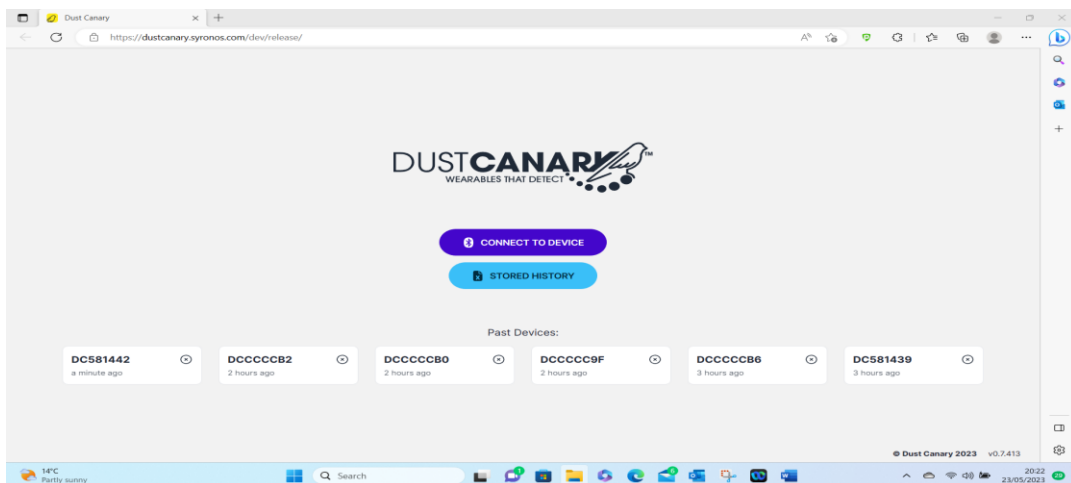 Dust Canary
https://dustcanary.syronos.com/dev/release/
DUSTCANARY™
WEARABLES THAT DETECT
CONNECT TO DEVICE
STORED HISTORY
Past Devices:
DC581442
a minute ago
DCCCCCB2
2 hours ago
DCCCCCB0
2 hours ago
DCCCCC9F
2 hours ago
DCCCCCB6
3 hours ago
DC581439
3 hours ago
© Dust Canary 2023 v0.7.413
14°C
Partly sunny
Search
20:22
23/05/2023